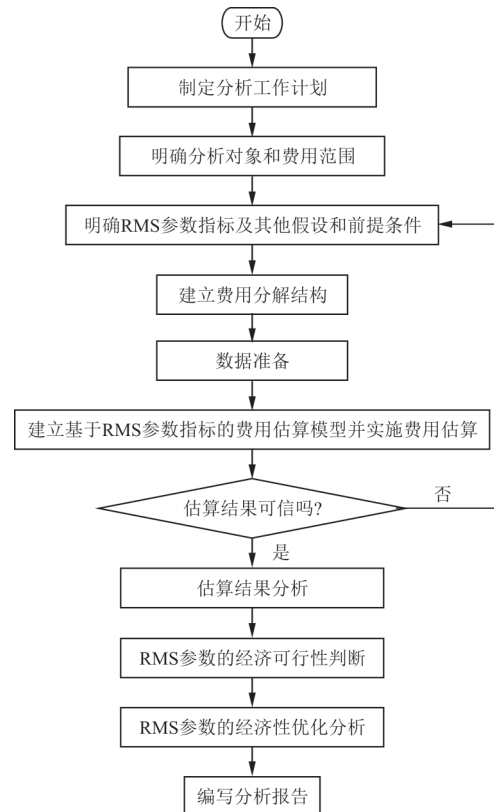 开始
制定分析工作计划
明确分析对象和费用范围
明确RMS参数指标及其他假设和前提条件
建立费用分解结构
数据准备
建立基于RMS参数指标的费用估算模型并实施费用估算
估算结果可信吗?
否
是
估算结果分析
RMS参数的经济可行性判断
RMS参数的经济性优化分析
编写分析报告